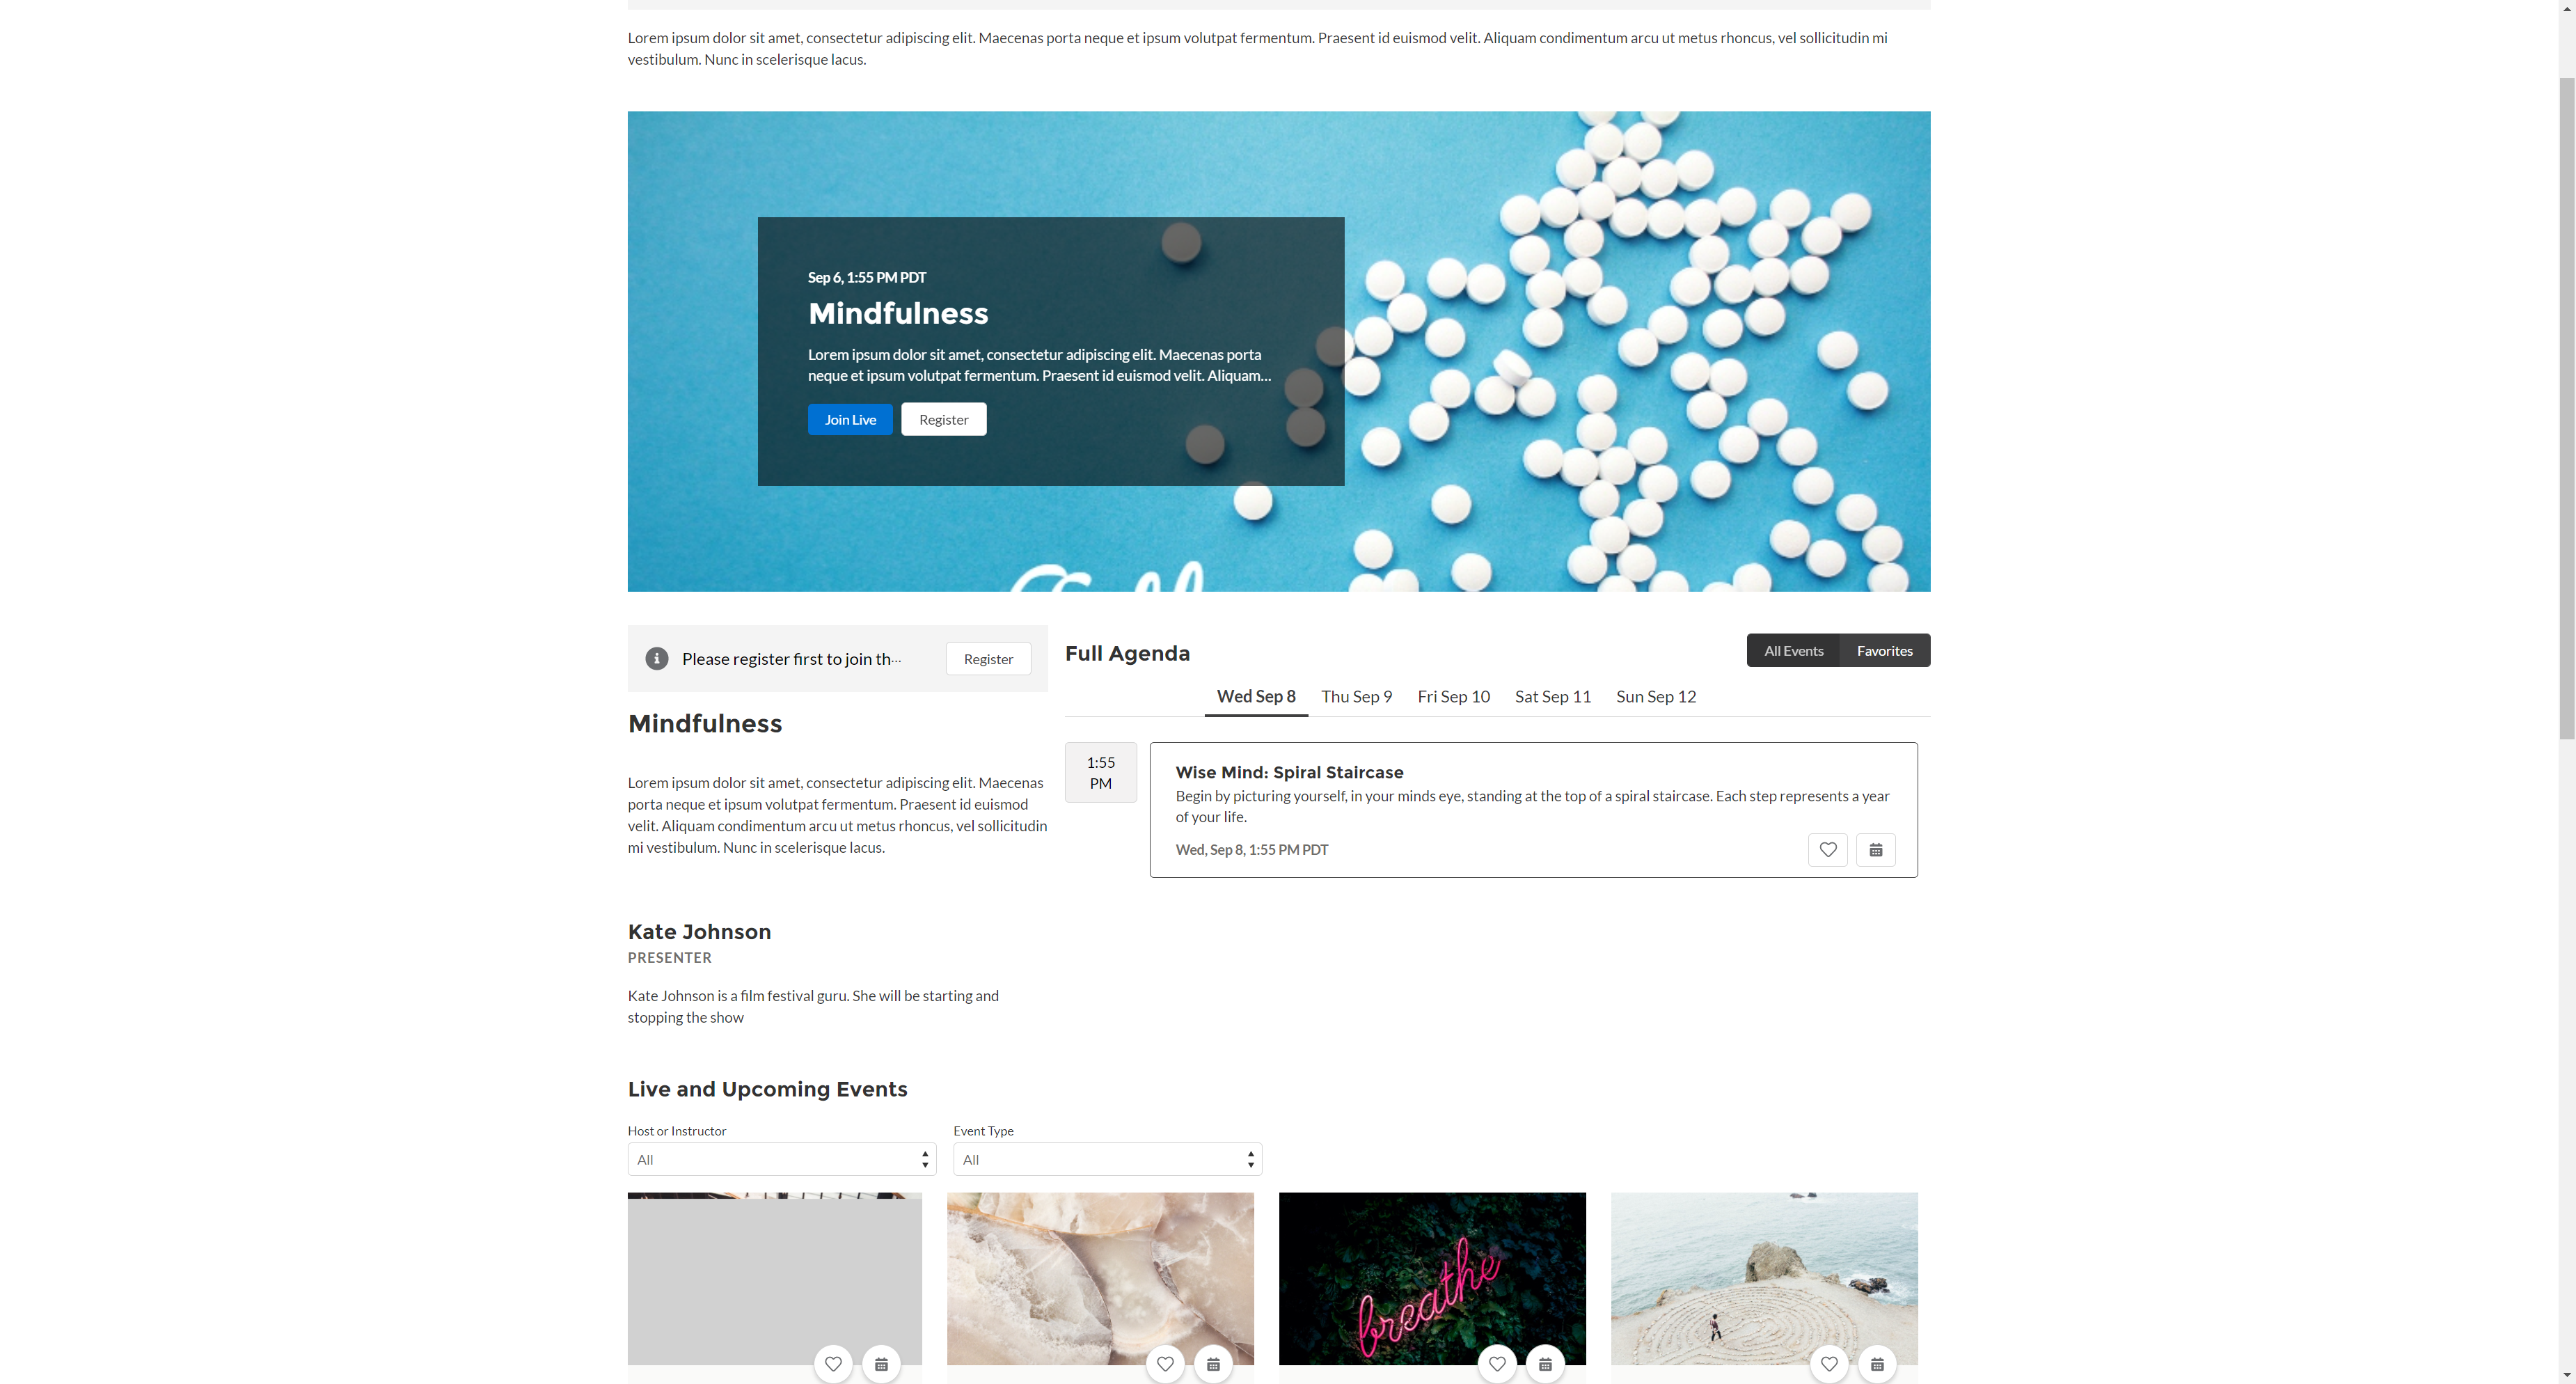 Lorem ipsum dolor sit amet, consectetur adipiscing elit. Maecenas porta neque et ipsum volutpat fermentum. Praesent id euismod velit. Aliquam condimentum arcu ut metus rhoncus, vel sollicitudin mi
vestibulum. Nunc in scelerisque lacus.
Sep 6, 1:55 PM PDT
Mindfulness
Lorem ipsum dolor sit amet, consectetur adipiscing elit. Maecenas porta
neque et ipsum volutpat fermentum. Praesent id euismod velit. Aliquam...
Join Live
Register
Please register first to join th...
Register
Mindfulness
Lorem ipsum dolor sit amet, consectetur adipiscing elit. Maecenas
porta neque et ipsum volutpat fermentum. Praesent id euismod
velit. Aliquam condimentum arcu ut metus rhoncus, vel sollicitudin
mi vestibulum. Nunc in scelerisque lacus.
Kate Johnson
PRESENTER
Kate Johnson is a film festival guru. She will be starting and
stopping the show
Full Agenda
All Events
Favorites
Wed Sep 8
Thu Sep 9
Fri Sep 10
Sat Sep 11
Sun Sep 12
1:55
PM
Wise Mind: Spiral Staircase
Begin by picturing yourself, in your minds eye, standing at the top of a spiral staircase. Each step represents a year
of your life.
Wed, Sep 8, 1:55 PM PDT
Live and Upcoming Events
Host or Instructor
All
Event Type
All
breathe